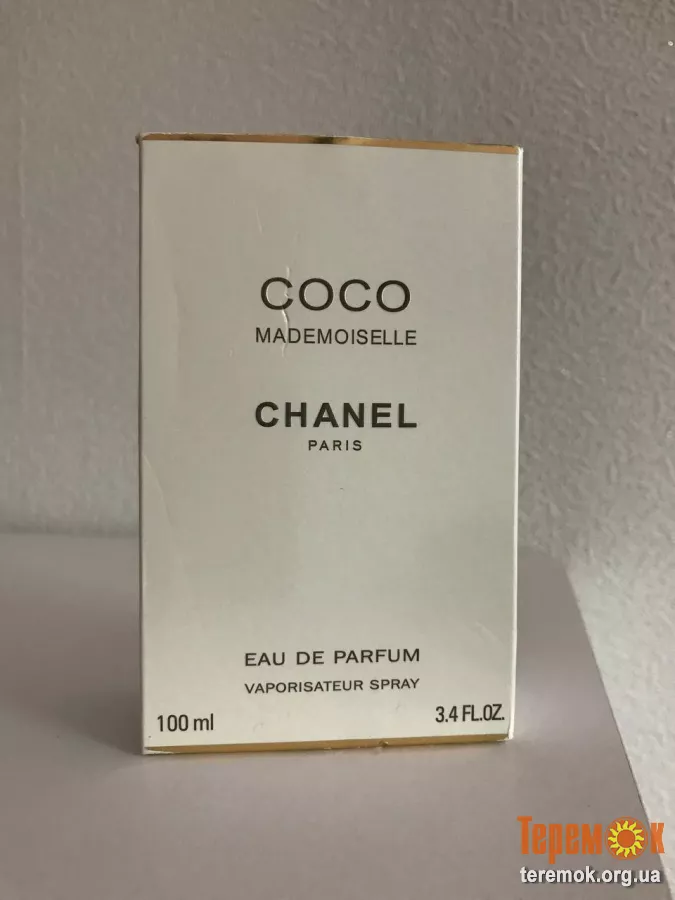 COCO
MADEMOISELLE
CHANEL
PARIS
EAU DE PARFUM
VAPORISATEUR SPRAY
100 ml 3.4 FL.OZ.
Теремок
teremok.org.ua